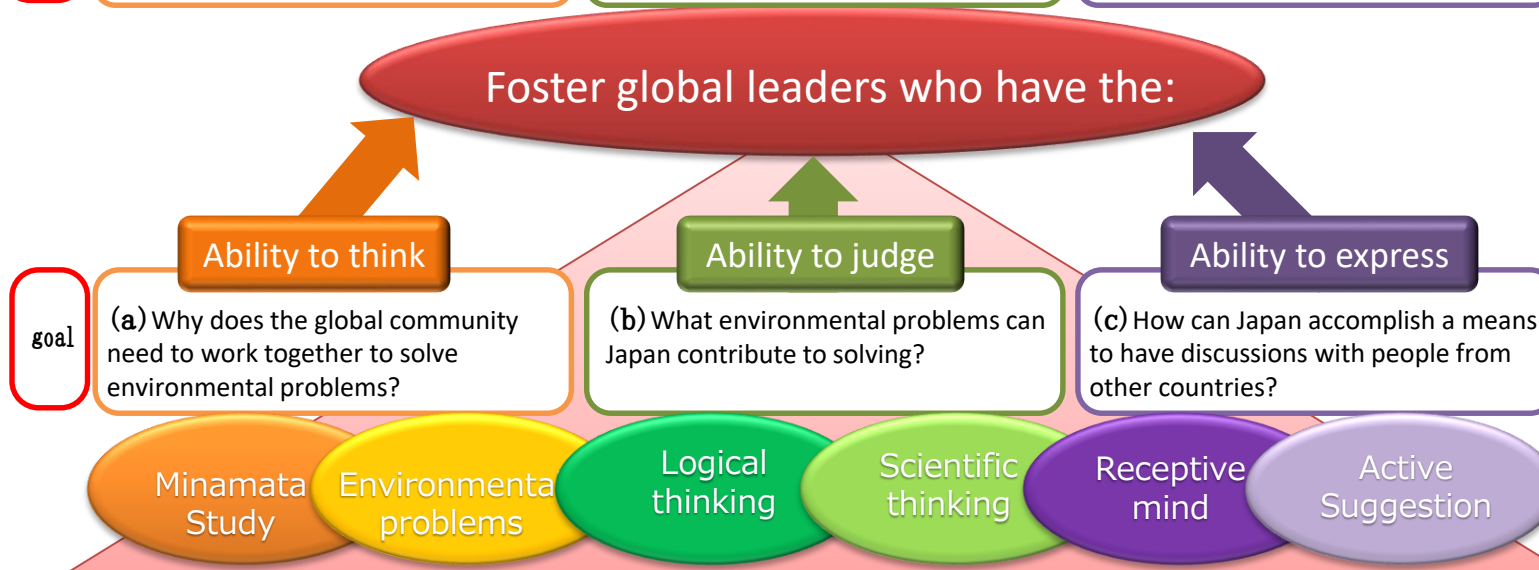 Foster global leaders who have the:
Ability to think
Ability to judge
Ability to express
goal
(a) Why does the global community
need to work together to solve
environmental problems?
(b) What environmental problems can
Japan contribute to solving?
(c) How can Japan accomplish a means
to have discussions with people from
other countries?
Minamata
Study
Environmenta
problems
Logical
thinking
Scientific
thinking
Receptive
mind
Active
Suggestion